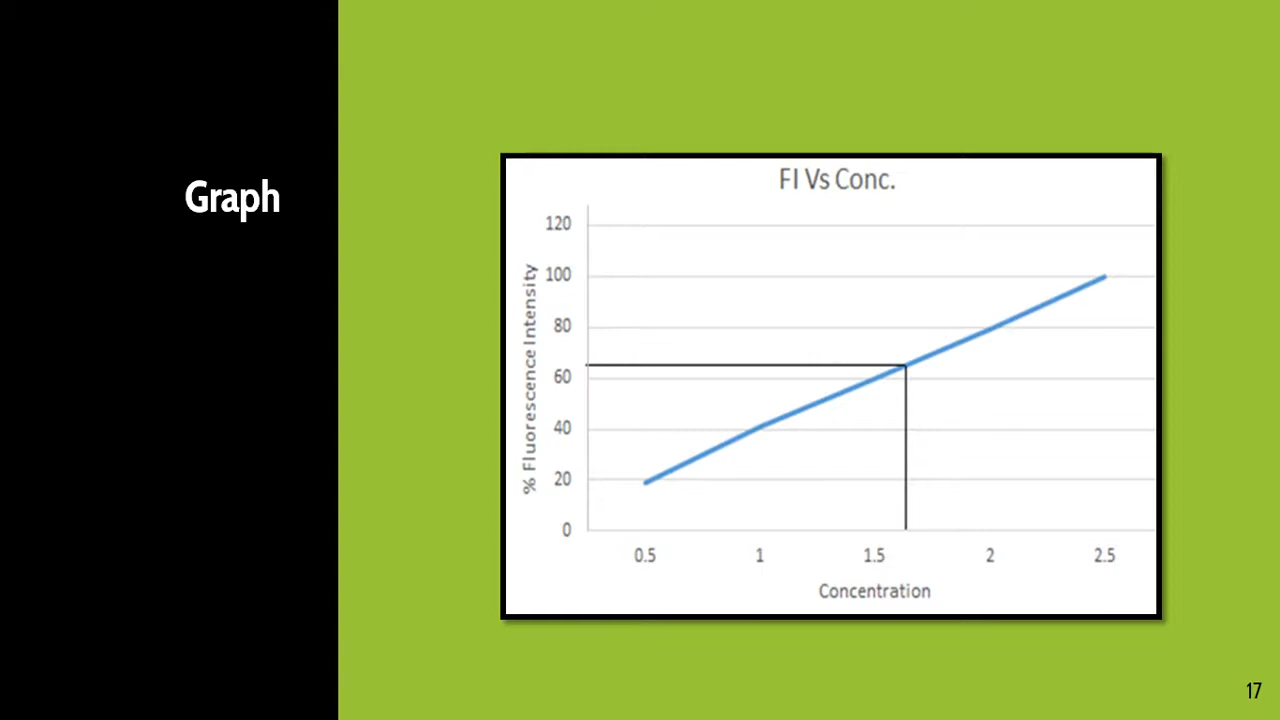 Graph
FI Vs Conc.
120
100
80
60
40
20
0
% Fluorescence Intensity
0.5 1 1.5 2 2.5
Concentration
17